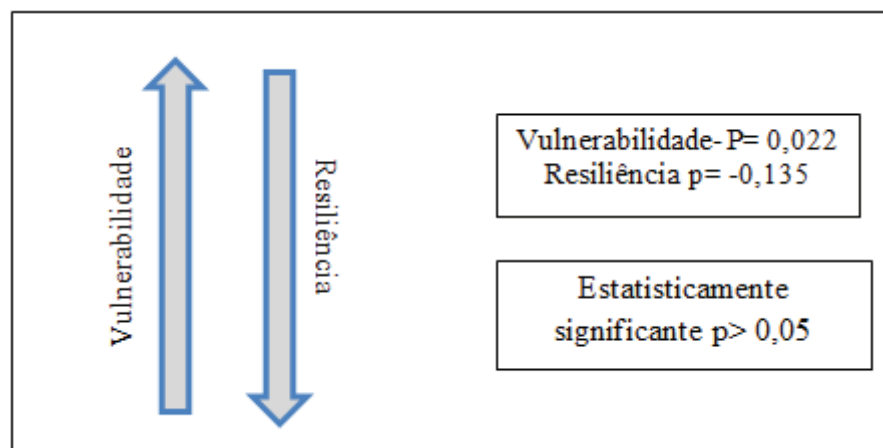 Vulnerabilidade
Resiliência
Vulnerabilidade- P= 0,022
Resiliência p= -0,135
Estatisticamente
significante p> 0,05